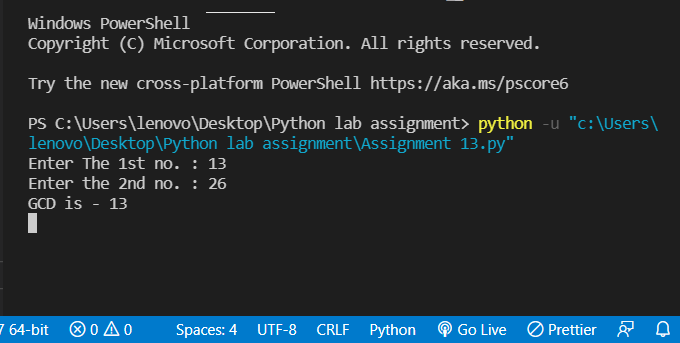 Windows PowerShell
Copyright (C) Microsoft Corporation. All rights reserved.
Try the new cross-platform PowerShell https://aka.ms/pscore6
PS C:\Users\lenovo\Desktop\Python lab assignment> python -u "c:\Users\
lenovo\Desktop\Python lab assignment\Assignment 13.py"
Enter The 1st no. : 13
Enter the 2nd no. : 26
GCD is - 13
7 64-bit 0 0 Spaces: 4 UTF-8 CRLF Python Go Live Prettier